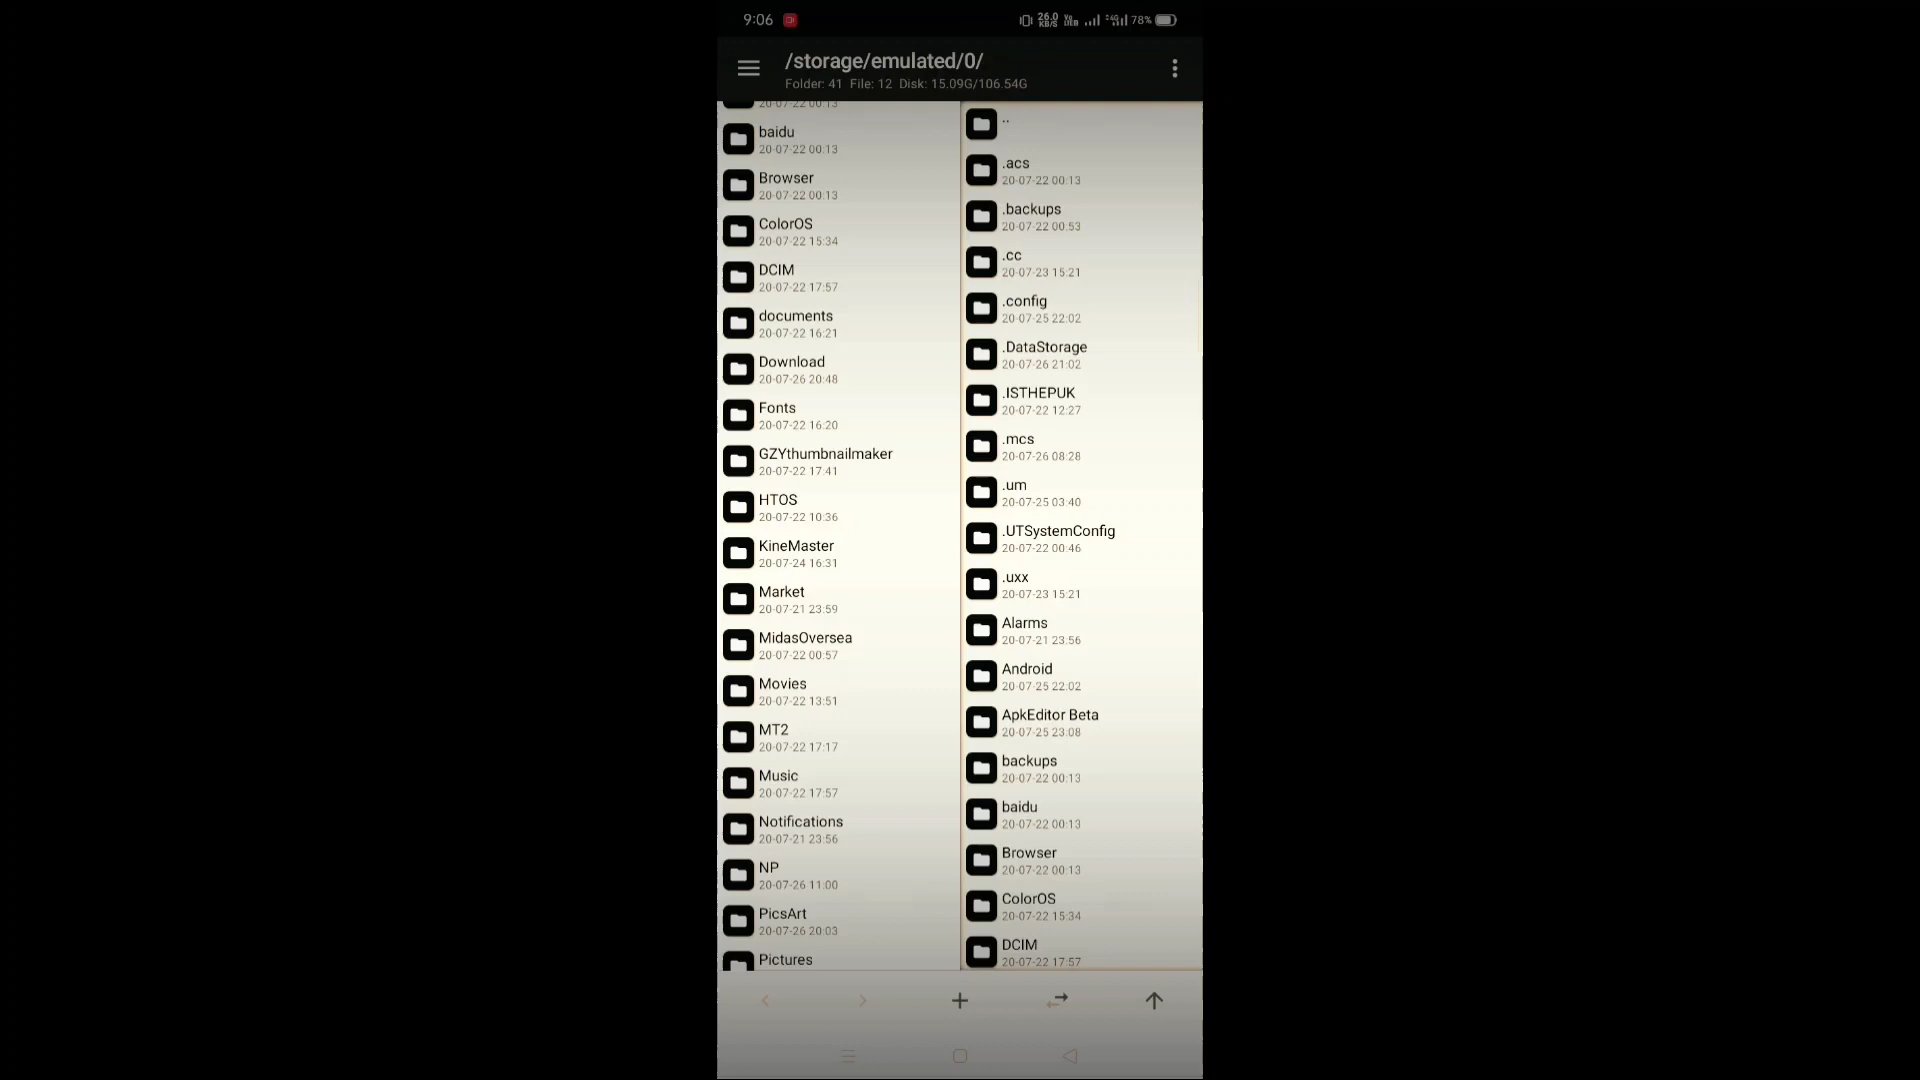 9:06
26.0
KB/S
Vo
LTE
4G
78%
/storage/emulated/0/
Folder: 41 File: 12 Disk: 15.09G/106.54G
20-07-22 00:13
baidu
20-07-22 00:13
Browser
20-07-22 00:13
ColorOS
20-07-22 15:34
DCIM
20-07-22 17:57
documents
20-07-22 16:21
Download
20-07-26 20:48
Fonts
20-07-22 16:20
GZYthumbnailmaker
20-07-22 17:41
HTOS
20-07-22 10:36
KineMaster
20-07-24 16:31
Market
20-07-21 23:59
MidasOversea
20-07-22 00:57
Movies
20-07-22 13:51
MT2
20-07-22 17:17
Music
20-07-22 17:57
Notifications
20-07-21 23:56
NP
20-07-26 11:00
PicsArt
20-07-26 20:03
Pictures
..
.acs
20-07-22 00:13
.backups
20-07-22 00:53
.cc
20-07-23 15:21
.config
20-07-25 22:02
.DataStorage
20-07-26 21:02
.ISTHEPUK
20-07-22 12:27
.mcs
20-07-26 08:28
.um
20-07-25 03:40
.UTSystemConfig
20-07-22 00:46
.uxx
20-07-23 15:21
Alarms
20-07-21 23:56
Android
20-07-25 22:02
ApkEditor Beta
20-07-25 23:08
backups
20-07-22 00:13
baidu
20-07-22 00:13
Browser
20-07-22 00:13
ColorOS
20-07-22 15:34
DCIM
20-07-22 17:57